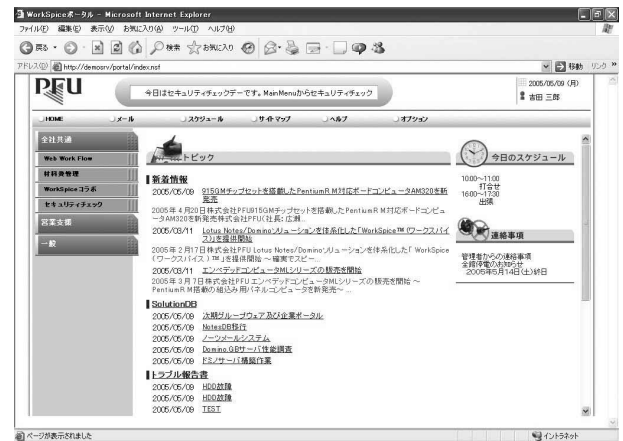 WorkSpiceポータル - Microsoft Internet Explorer
ファイル(F) 編集(E) 表示(V) お気に入り(A) ツール(T) ヘルプ(H)
戻る 検索 お気に入り
アドレス(D) http://demosrv/portal/index.nsf 移動 リンク »
PFU
今日はセキュリティチェックデーです。MainMenuからセキュリティチェック
2005/05/09 (月)
吉田 三郎
HOME メール スケジュール サイトマップ ヘルプ オプション
全社共通
Web Work Flow
材料費管理
WorkSpiceコラボ
セキュリティチェック
営業支援
一般
トピック
新着情報
2005/05/09 915GMチップセットを搭載したPentium R M対応ボードコンピュータAM320を新発売
2005年4月20日株式会社PFU915GMチップセットを搭載したPentium R M対応ボードコンピュータAM320を新発売株式会社PFU(社長:広瀬...
2005/03/11 Lotus Notes/Dominoソリューションを体系化した「WorkSpice™(ワークスパイス)」を提供開始
2005年2月17日株式会社PFU Lotus Notes/Dominoソリューションを体系化した「 WorkSpice (ワークスパイス) ™」を提供開始 ~ 確実でスピー...
2005/03/11 エンベデッドコンピュータMLシリーズの販売を開始
2005年3月7日株式会社PFU エンベデッドコンピュータMLシリーズの販売を開始 ~ Pentium R M搭載の組込み用パネルコンピュータを新発売~ ...
SolutionDB
2005/05/09 次期グループウェア及び企業ポータル
2005/05/09 NotesDB移行
2005/05/09 ノーツメールシステム
2005/05/09 Domino.GBサーバ性能調査
2005/05/09 ドミノサーバ構築作業
トラブル報告書
2005/05/09 HDD故障
2005/05/09 HDD故障
2005/05/09 TEST
今日のスケジュール
10:00~11:00
打合せ
16:00~17:30
出張
連絡事項
管理者からの連絡事項
全館停電のお知らせ
2005年5月14日(土)終日
ページが表示されました
イントラネット